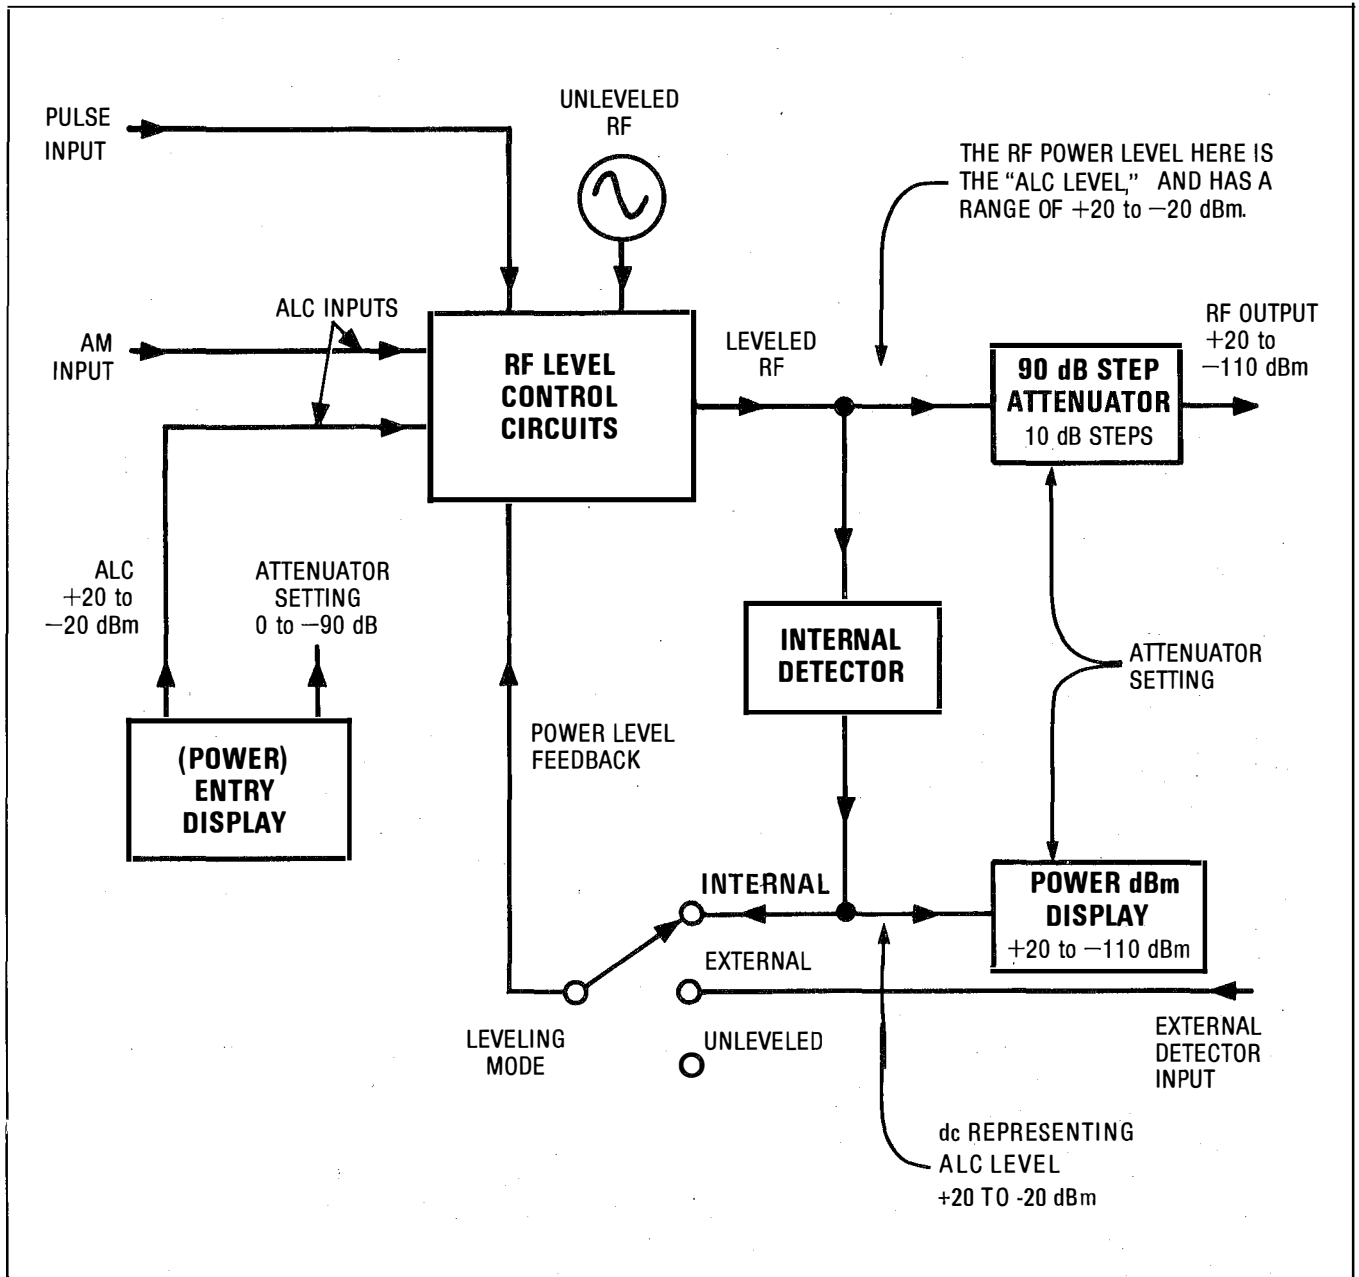 PULSE
INPUT
UNLEVELED
RF
THE RF POWER LEVEL HERE IS
THE “ALC LEVEL,” AND HAS A
RANGE OF +20 to −20 dBm.
ALC INPUTS
AM
INPUT
RF LEVEL
CONTROL
CIRCUITS
LEVELED
RF
90 dB STEP
ATTENUATOR
10 dB STEPS
RF OUTPUT
+20 to
−110 dBm
ALC
+20 to
−20 dBm
ATTENUATOR
SETTING
0 to −90 dB
INTERNAL
DETECTOR
ATTENUATOR
SETTING
(POWER)
ENTRY
DISPLAY
POWER LEVEL
FEEDBACK
INTERNAL
POWER dBm
DISPLAY
+20 to −110 dBm
EXTERNAL
LEVELING
MODE
UNLEVELED
EXTERNAL
DETECTOR
INPUT
dc REPRESENTING
ALC LEVEL
+20 TO -20 dBm